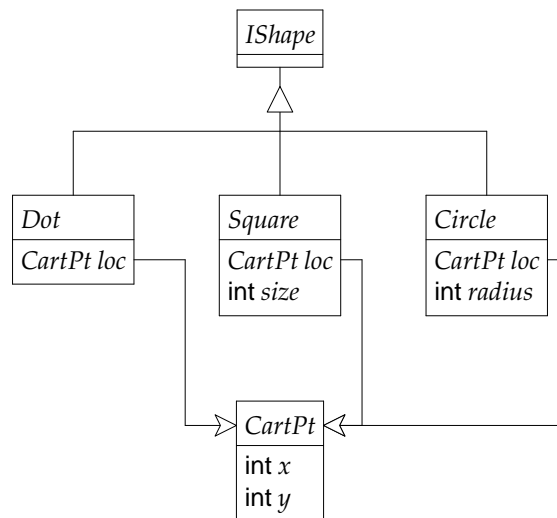 IShape
Dot
CartPt loc
Square
CartPt loc
int size
Circle
CartPt loc
int radius
CartPt
int x
int y